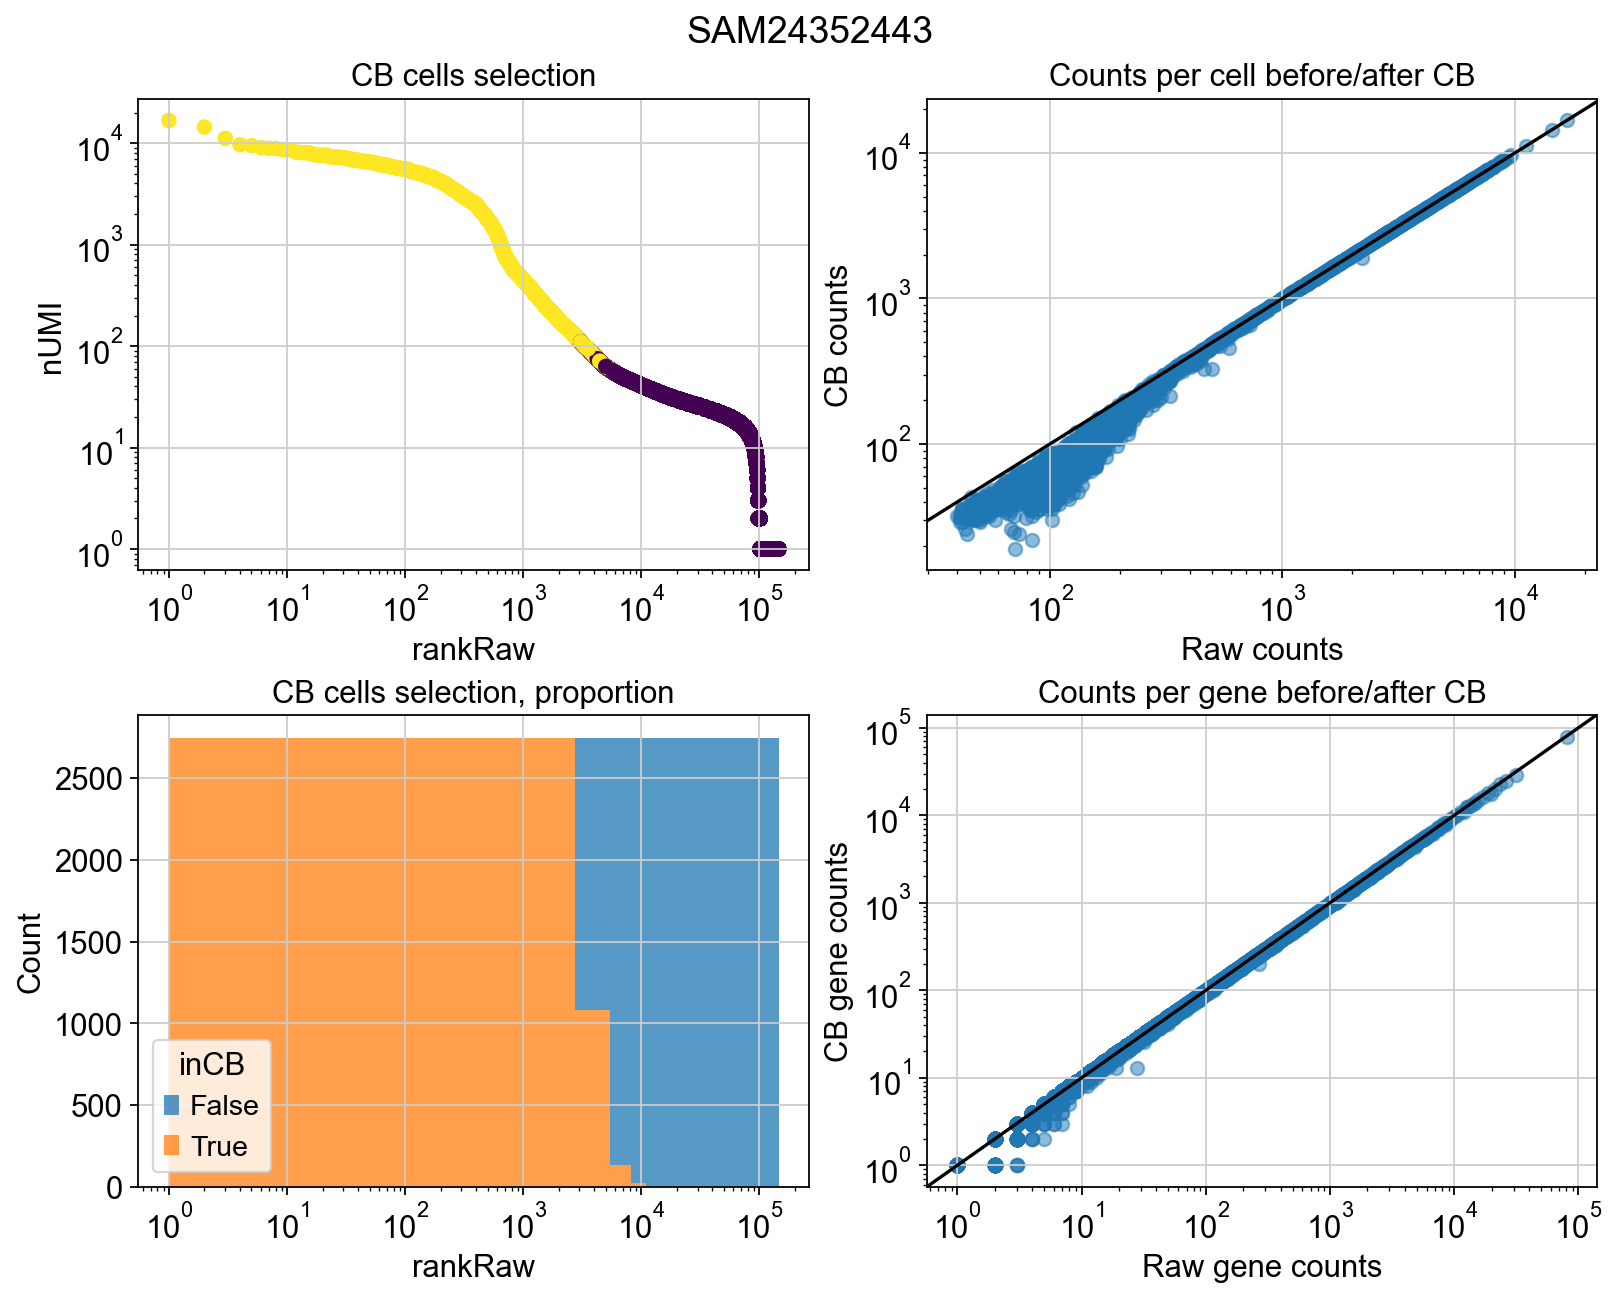 SAM24352443
CB cells selection
nUMI
10^4
10^3
10^2
10^1
10^0
10^0 10^1 10^2 10^3 10^4 10^5
rankRaw
Counts per cell before/after CB
CB counts
10^4
10^3
10^2
10^2 10^3 10^4
Raw counts
CB cells selection, proportion
Count
2500
2000
1500
1000
500
0
inCB
False
True
10^0 10^1 10^2 10^3 10^4 10^5
rankRaw
Counts per gene before/after CB
CB gene counts
10^5
10^4
10^3
10^2
10^1
10^0
10^0 10^1 10^2 10^3 10^4 10^5
Raw gene counts